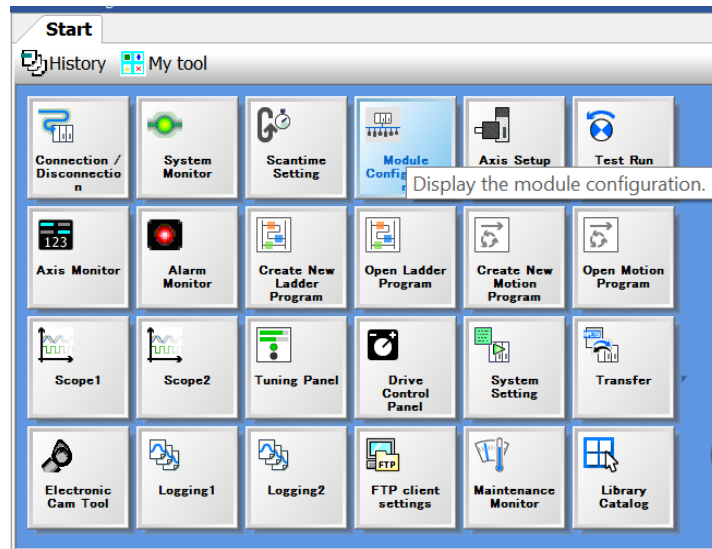 Start
History My tool
Connection /
Disconnectio
n
System
Monitor
Scantime
Setting
Module
Config
Axis Setup
Test Run
Display the module configuration.
123
Axis Monitor
Alarm
Monitor
Create New
Ladder
Program
Open Ladder
Program
Create New
Motion
Program
Open Motion
Program
Scope1
Scope2
Tuning Panel
Drive
Control
Panel
System
Setting
Transfer
Electronic
Cam Tool
Logging1
Logging2
FTP
FTP client
settings
Maintenance
Monitor
Library
Catalog